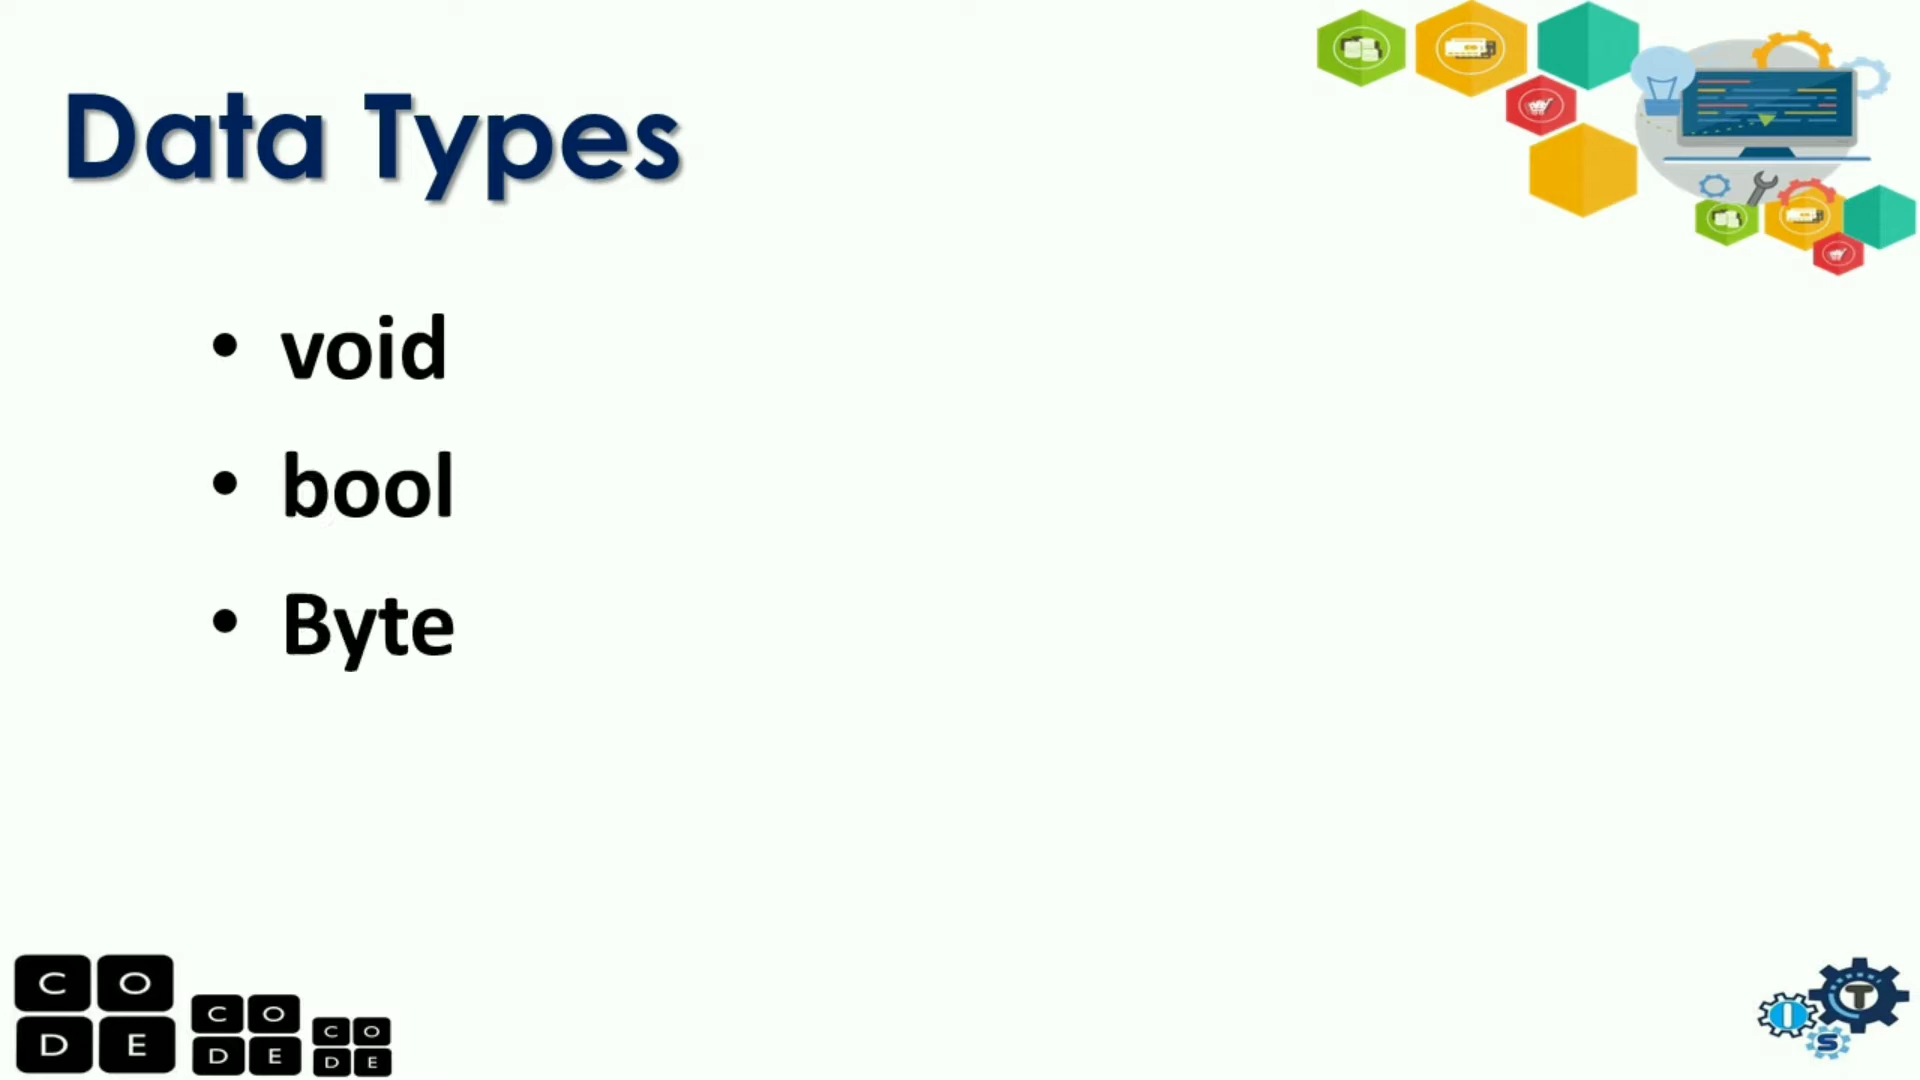 Data Types
• void
• bool
• Byte
C O
D E
C O
D E
C O
D E
I T
S